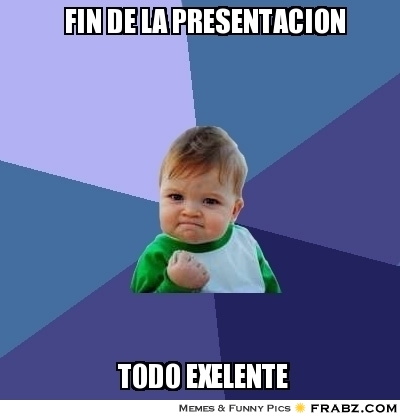 FIN DE LA PRESENTACION
TODO EXELENTE
MEMES & FUNNY PICS FRABZ.COM